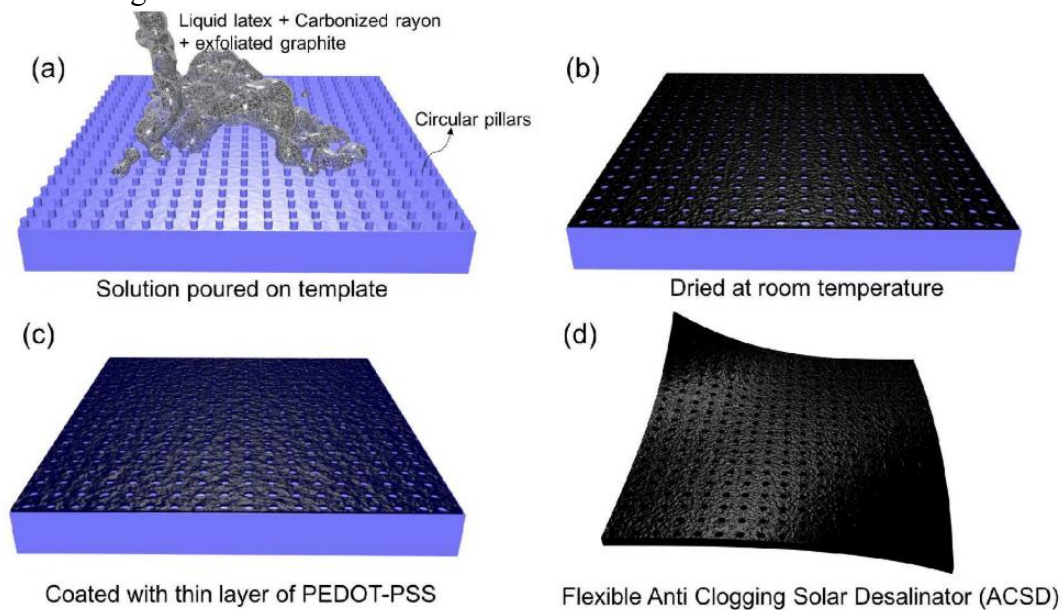 Liquid latex + Carbonized rayon
+ exfoliated graphite
(a)
Circular pillars
Solution poured on template
(b)
Dried at room temperature
(c)
Coated with thin layer of PEDOT-PSS
(d)
Flexible Anti Clogging Solar Desalinator (ACSD)